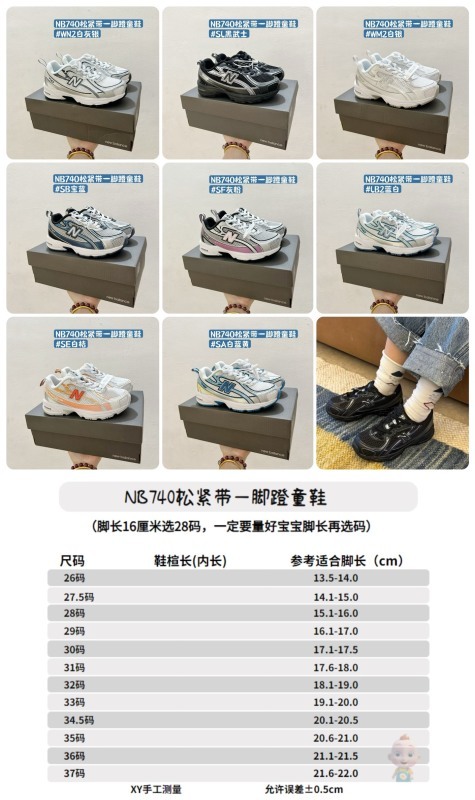 NB740松紧带一脚蹬童鞋
#WN2白灰银
NB740松紧带一脚蹬童鞋
#SL黑武士
NB740松紧带一脚蹬童鞋
#WM2白银
NB740松紧带一脚蹬童鞋
#SB宝蓝
NB740松紧带一脚蹬童鞋
#SF灰粉
NB740松紧带一脚蹬童鞋
#LB2蓝白
NB740松紧带一脚蹬童鞋
#SE白桔
NB740松紧带一脚蹬童鞋
#SA白蓝黄
NB740松紧带一脚蹬童鞋
（脚长16厘米选28码，一定要量好宝宝脚长再选码）
尺码 鞋楦长(内长) 参考适合脚长（cm）
26码 13.5-14.0
27.5码 14.1-15.0
28码 15.1-16.0
29码 16.1-17.0
30码 17.1-17.5
31码 17.6-18.0
32码 18.1-19.0
33码 19.1-20.0
34.5码 20.1-20.5
35码 20.6-21.0
36码 21.1-21.5
37码 21.6-22.0
XY手工测量 允许误差±0.5cm